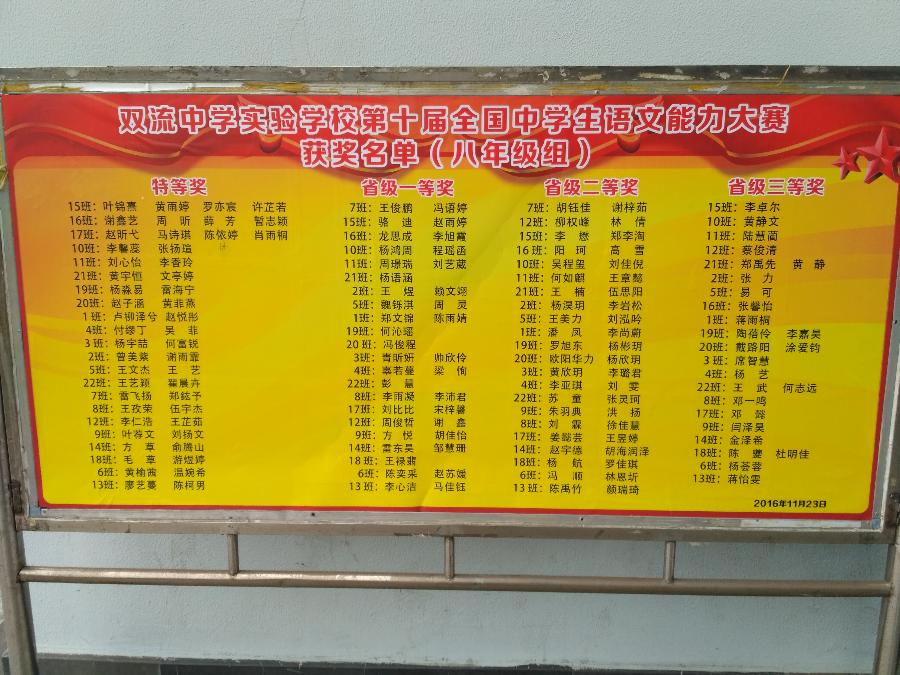 双流中学实验学校第十届全国中学生语文能力大赛
获奖名单（八年级组）
特等奖
15班：叶锦熹 黄雨婷 罗亦宸 许芷若
16班：谢鑫艺 周昕 薛芳 暂志颖
17班：赵昕弋 马诗琪 陈依婷 肖雨桐
10班：李馨蕊 张扬瑄
11班：刘心怡 李香玲
21班：黄宇恒 文亭婷
19班：杨淼易 雷海宁
20班：赵子涵 黄菲燕
1班：卢柳泽兮 赵悦彤
4班：付缪丁 吴菲
3班：杨宇喆 何富锐
2班：曾美紫 谢雨霏
5班：王文杰 王艺
22班：王艺颖 翟晨卉
7班：雷飞扬 郑铉予
8班：王孜荣 伍宇杰
12班：李仁浩 王芷茹
9班：叶荐文 刘扬文
14班：方草 俞腾山
18班：毛草 游煜婷
6班：黄榆茜 温婉希
13班：廖艺蔓 陈柯男
省级一等奖
7班：王俊鹏 冯语婷
15班：骆迪 赵雨婷
16班：龙思成 李旭霞
10班：杨鸿周 程瑶函
11班：周璟瑞 刘艺葳
21班：杨语涵
2班：王煜 赖文翊
5班：魏铄淇 周灵
1班：郑文锦 陈雨婧
19班：何沁瑶
20班：冯俊程
3班：青昕妍 帅欣伶
4班：辜若蔓 梁恂
22班：彭慧
8班：李雨凝 李沛君
17班：刘比比 宋梓馨
12班：周俊哲 谢鑫
9班：方悦 胡佳怡
14班：雷东昊 邹慧珊
18班：王禄翡
6班：陈奕采 赵苏媛
13班：李心洁 马佳钰
省级二等奖
7班：胡钰佳 谢梓茹
12班：柳权峰 林倩
15班：李燃 郑李洵
16班：阳珂 高雪
10班：吴程玺 刘佳倪
11班：何如麒 王章懿
21班：王楠 伍思阳
2班：杨淏玥 李岩松
5班：王美力 刘泓吟
1班：潘凤 李尚蔚
19班：罗旭东 杨彬玥
20班：欧阳华力 杨欣玥
3班：黄欣玥 李璐君
4班：李亚琪 刘雯
22班：苏童 张灵珂
9班：朱羽典 洪扬
8班：刘霖 徐佳慧
17班：姜懿芸 王昱婷
14班：赵宇德 胡海润泽
18班：杨航 罗佳琪
6班：冯顺 林恩圻
13班：陈禹竹 颜瑞琦
省级三等奖
15班：李卓尔
10班：黄静文
11班：陆慧菡
12班：蔡俊清
21班：郑禹先 黄静
2班：张力
5班：易可
16班：张馨怡
1班：蒋雨桐
19班：陶蓓伶 李嘉昊
20班：戴路阳 涂爱钧
3班：席智慧
4班：杨艺
22班：王武 何志远
8班：邓一鸣
17班：邓懿
9班：闫泽昊
14班：金泽希
18班：陈夔 杜明佳
6班：杨荟蓉
13班：蒋怡雯
2016年11月23日